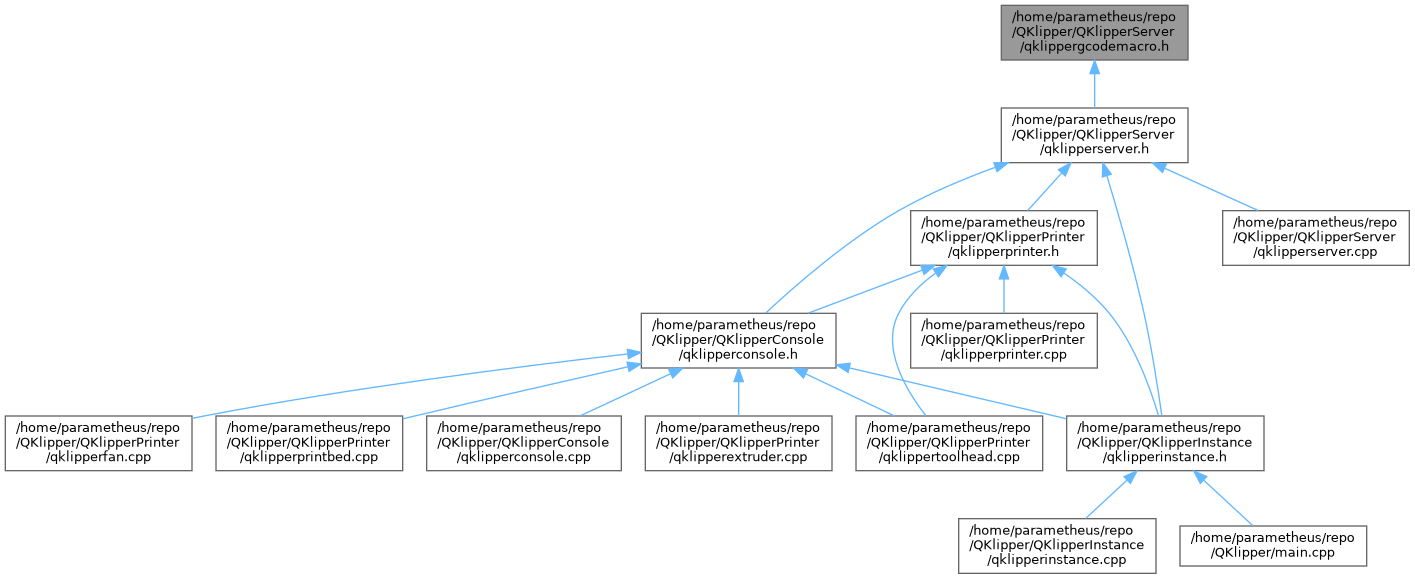 /home/parametheus/repo
/QKlipper/QKlipperServer
/qklippergcodemacro.h
/home/parametheus/repo
/QKlipper/QKlipperServer
/qklipperserver.h
/home/parametheus/repo
/QKlipper/QKlipperPrinter
/qklipperprinter.h
/home/parametheus/repo
/QKlipper/QKlipperServer
/qklipperserver.cpp
/home/parametheus/repo
/QKlipper/QKlipperConsole
/qklipperconsole.h
/home/parametheus/repo
/QKlipper/QKlipperPrinter
/qklipperprinter.cpp
/home/parametheus/repo
/QKlipper/QKlipperPrinter
/qklipperfan.cpp
/home/parametheus/repo
/QKlipper/QKlipperPrinter
/qklipperprintbed.cpp
/home/parametheus/repo
/QKlipper/QKlipperConsole
/qklipperconsole.cpp
/home/parametheus/repo
/QKlipper/QKlipperPrinter
/qklipperextruder.cpp
/home/parametheus/repo
/QKlipper/QKlipperPrinter
/qklippertoolhead.cpp
/home/parametheus/repo
/QKlipper/QKlipperInstance
/qklipperinstance.h
/home/parametheus/repo
/QKlipper/QKlipperInstance
/qklipperinstance.cpp
/home/parametheus/repo
/QKlipper/main.cpp